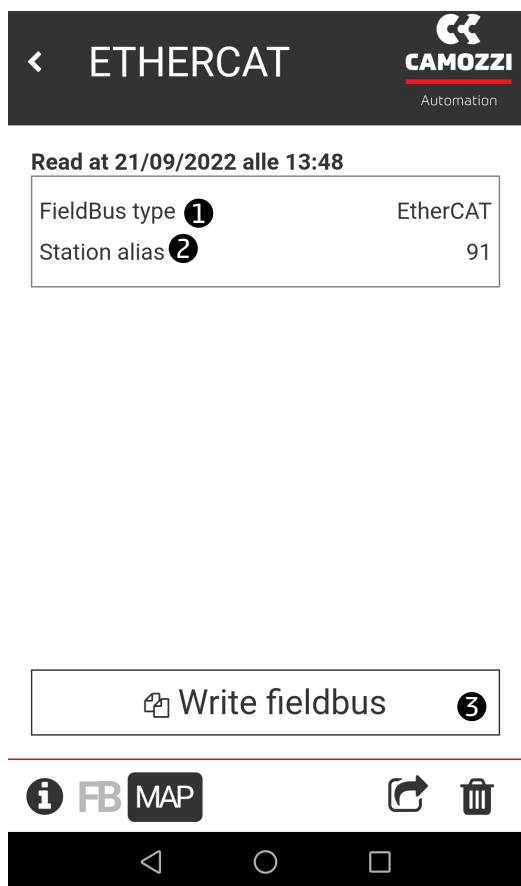 ETHERCAT
CAMOZZI
Automation
Read at 21/09/2022 alle 13:48
FieldBus type 1 EtherCAT
Station alias 2 91
Write fieldbus 3
i FB MAP